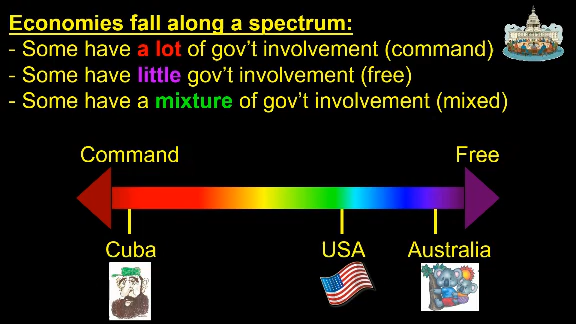 Economies fall along a spectrum:
- Some have a lot of gov't involvement (command)
- Some have little gov't involvement (free)
- Some have a mixture of gov't involvement (mixed)
Command Free
Cuba USA Australia